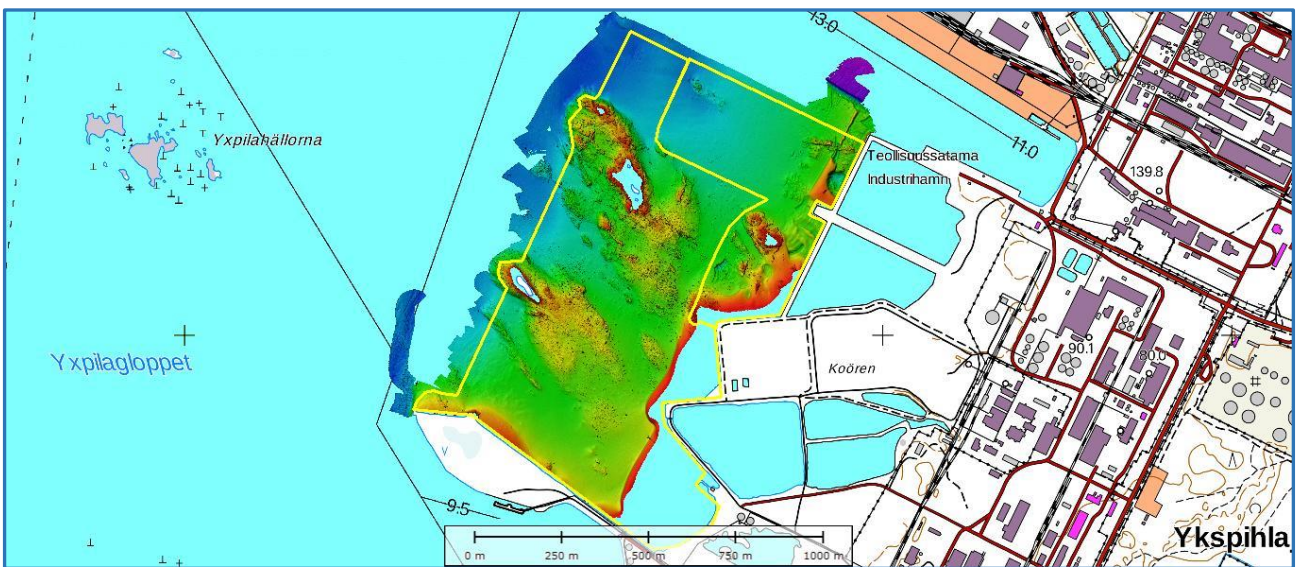 13.0
11.0
Yxpilahällorna
Teollisuussatama
Industrihamn
139.8
Yxpilagloppet
Koören
90.1
80.0
V
9.5
Ykspihla
0 m 250 m 500 m 750 m 1000 m